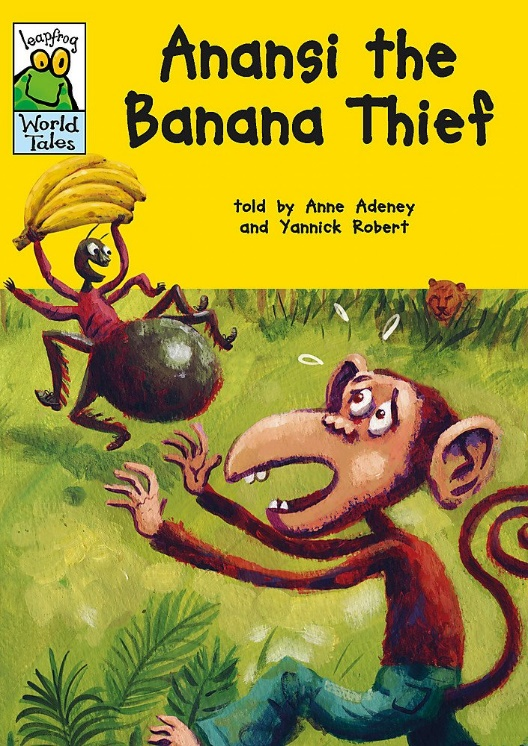 leapfrog
World
Tales
Anansi the
Banana Thief
told by Anne Adeney
and Yannick Robert